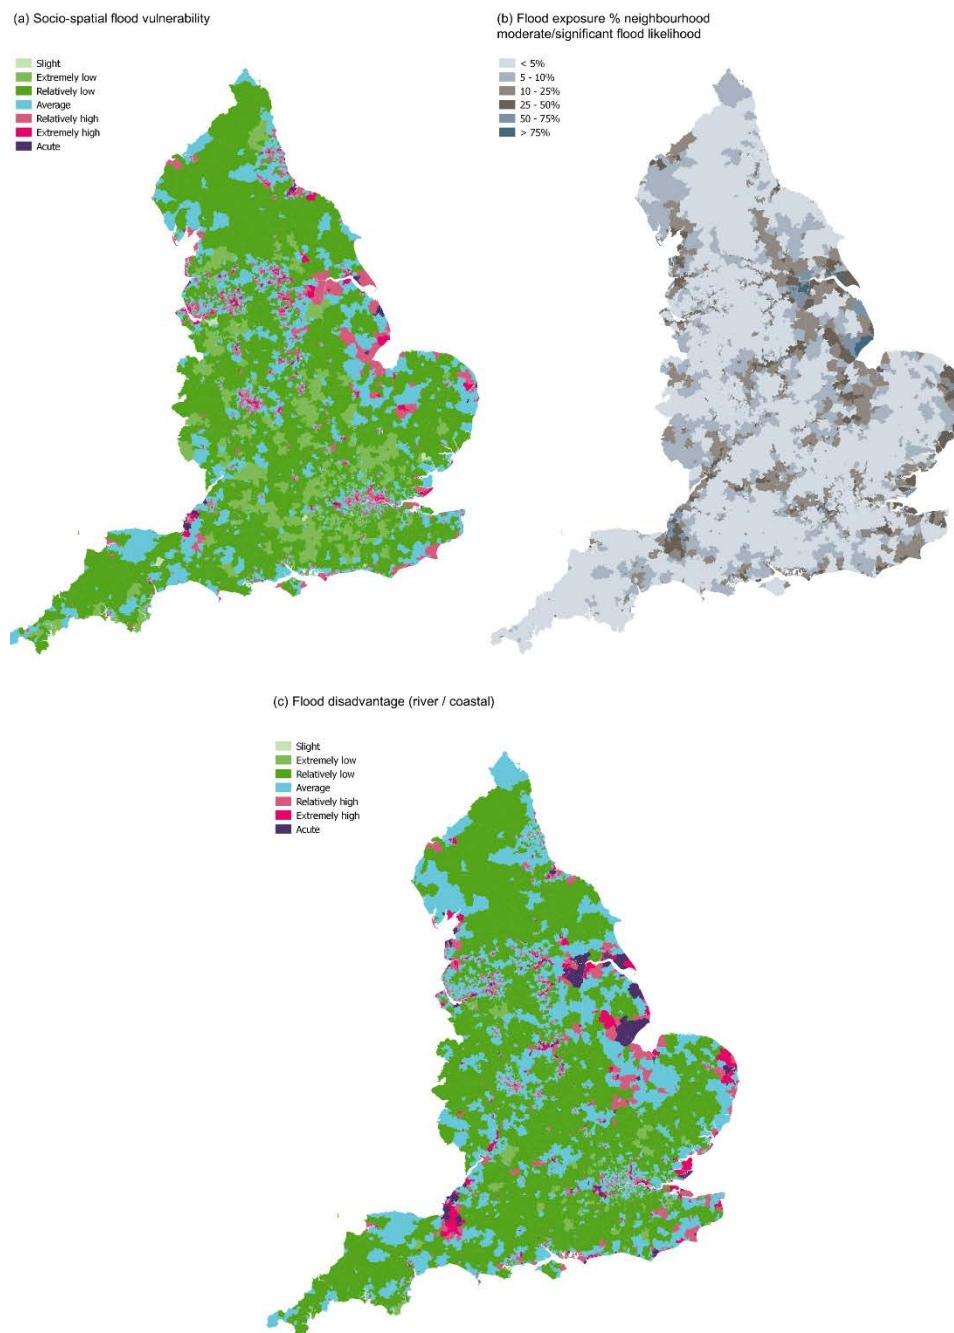 (a) Socio-spatial flood vulnerability
Slight
Extremely low
Relatively low
Average
Relatively high
Extremely high
Acute
(b) Flood exposure % neighbourhood
moderate/significant flood likelihood
< 5%
5 - 10%
10 - 25%
25 - 50%
50 - 75%
> 75%
(c) Flood disadvantage (river / coastal)
Slight
Extremely low
Relatively low
Average
Relatively high
Extremely high
Acute